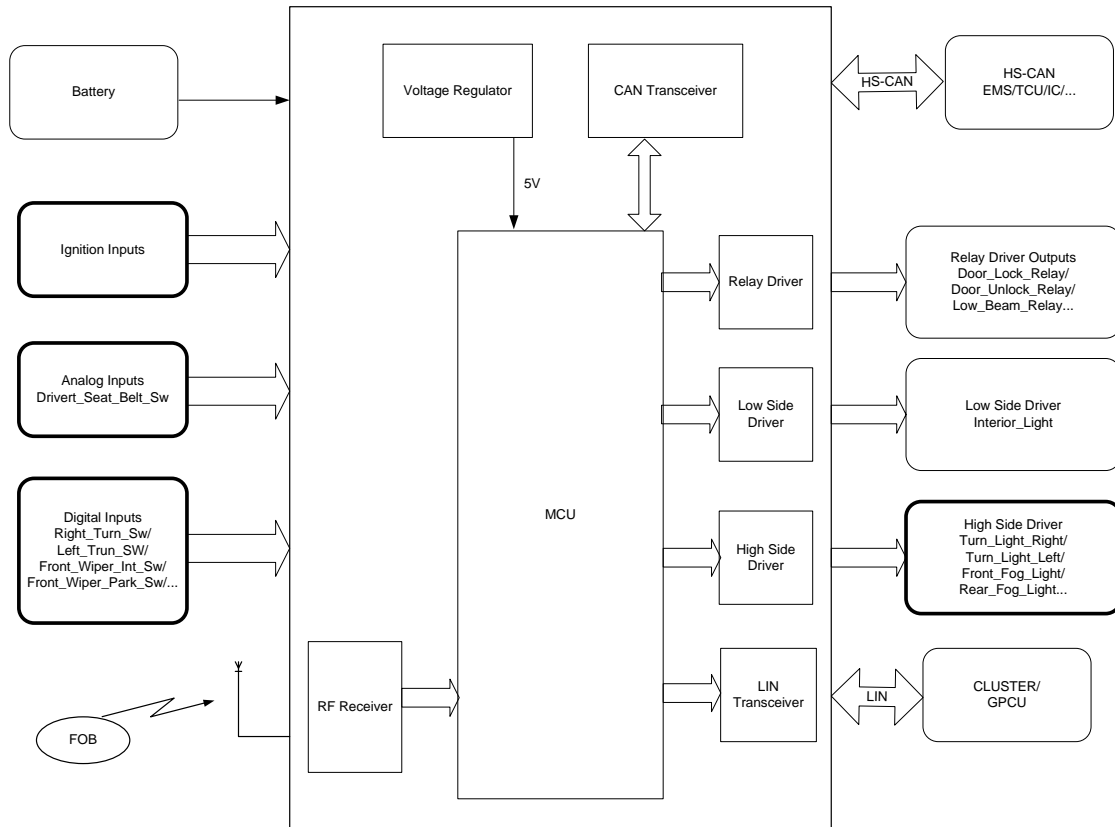 Battery
Voltage Regulator
CAN Transceiver
HS-CAN
HS-CAN
EMS/TCU/IC/...
5V
Ignition Inputs
Relay Driver
Relay Driver Outputs
Door_Lock_Relay/
Door_Unlock_Relay/
Low_Beam_Relay...
Analog Inputs
Drivert_Seat_Belt_Sw
Low Side
Driver
Low Side Driver
Interior_Light
MCU
Digital Inputs
Right_Turn_Sw/
Left_Trun_SW/
Front_Wiper_Int_Sw/
Front_Wiper_Park_Sw/...
High Side
Driver
High Side Driver
Turn_Light_Right/
Turn_Light_Left/
Front_Fog_Light/
Rear_Fog_Light...
FOB
RF Receiver
LIN
Transceiver
LIN
CLUSTER/
GPCU